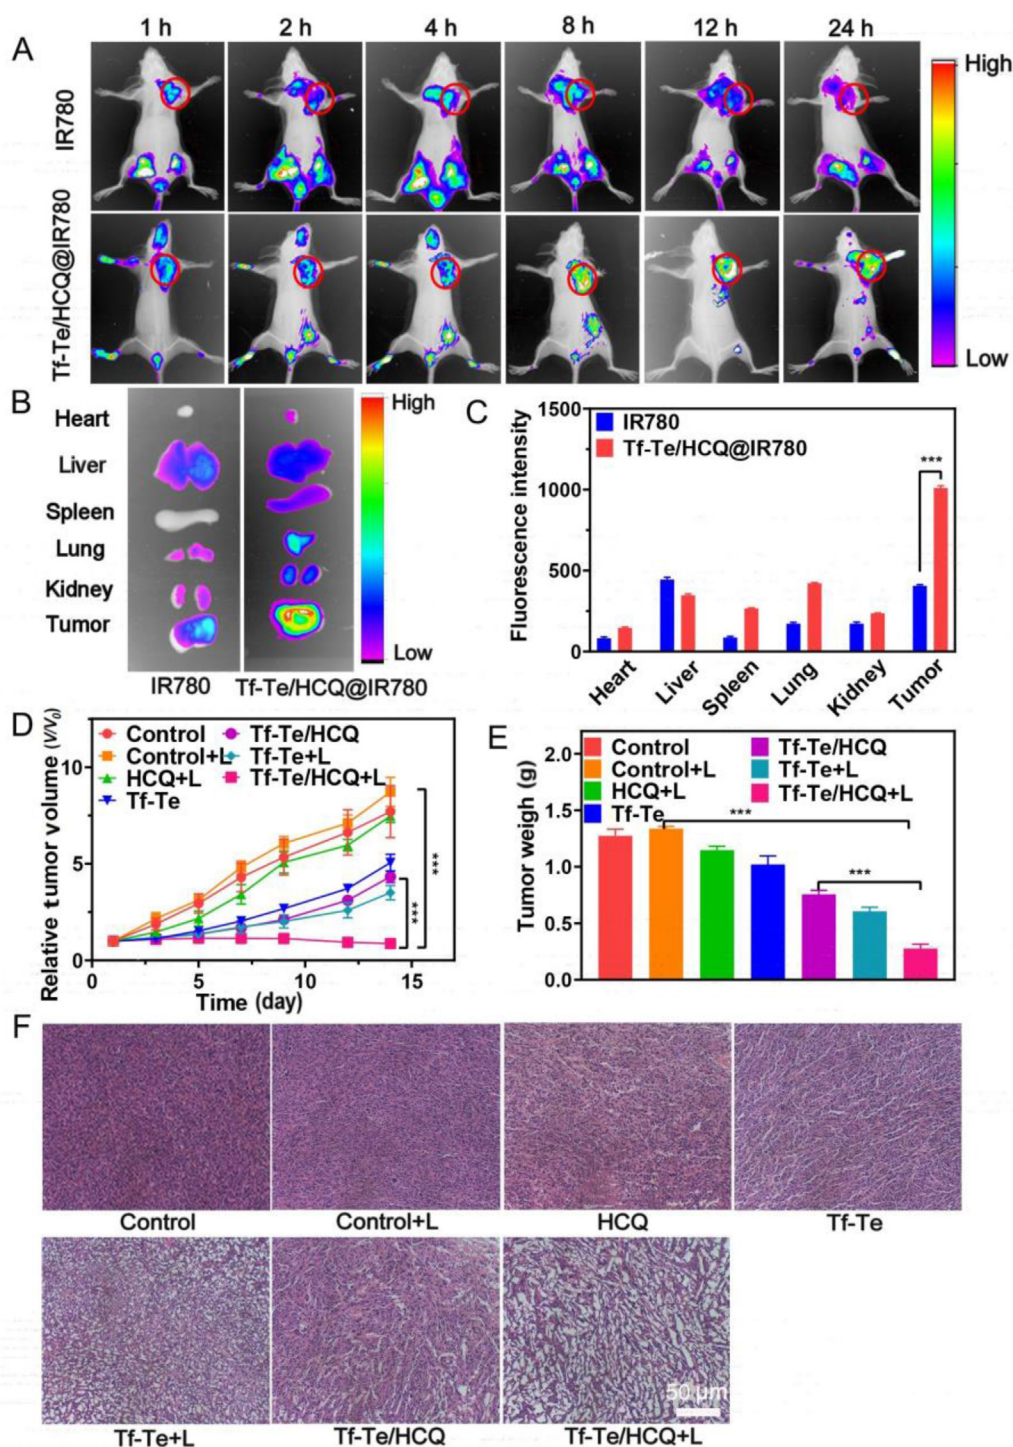 A
1 h 2 h 4 h 8 h 12 h 24 h
IR780
Tf-Te/HCQ@IR780
High
Low
B
Heart
Liver
Spleen
Lung
Kidney
Tumor
IR780 Tf-Te/HCQ@IR780
High
Low
C
Fluorescence intensity
1500
1000
500
0
IR780
Tf-Te/HCQ@IR780
***
Heart Liver Spleen Lung Kidney Tumor
D
Relative tumor volume (V/V₀)
10
5
0
Control
Control+L
HCQ+L
Tf-Te
Tf-Te/HCQ
Tf-Te+L
Tf-Te/HCQ+L
***
***
0 5 10 15
Time (day)
E
Tumor weigh (g)
2.0
1.5
1.0
0.5
0.0
Control
Control+L
HCQ+L
Tf-Te
Tf-Te/HCQ
Tf-Te+L
Tf-Te/HCQ+L
***
***
F
Control Control+L HCQ Tf-Te
50 μm
Tf-Te+L Tf-Te/HCQ Tf-Te/HCQ+L